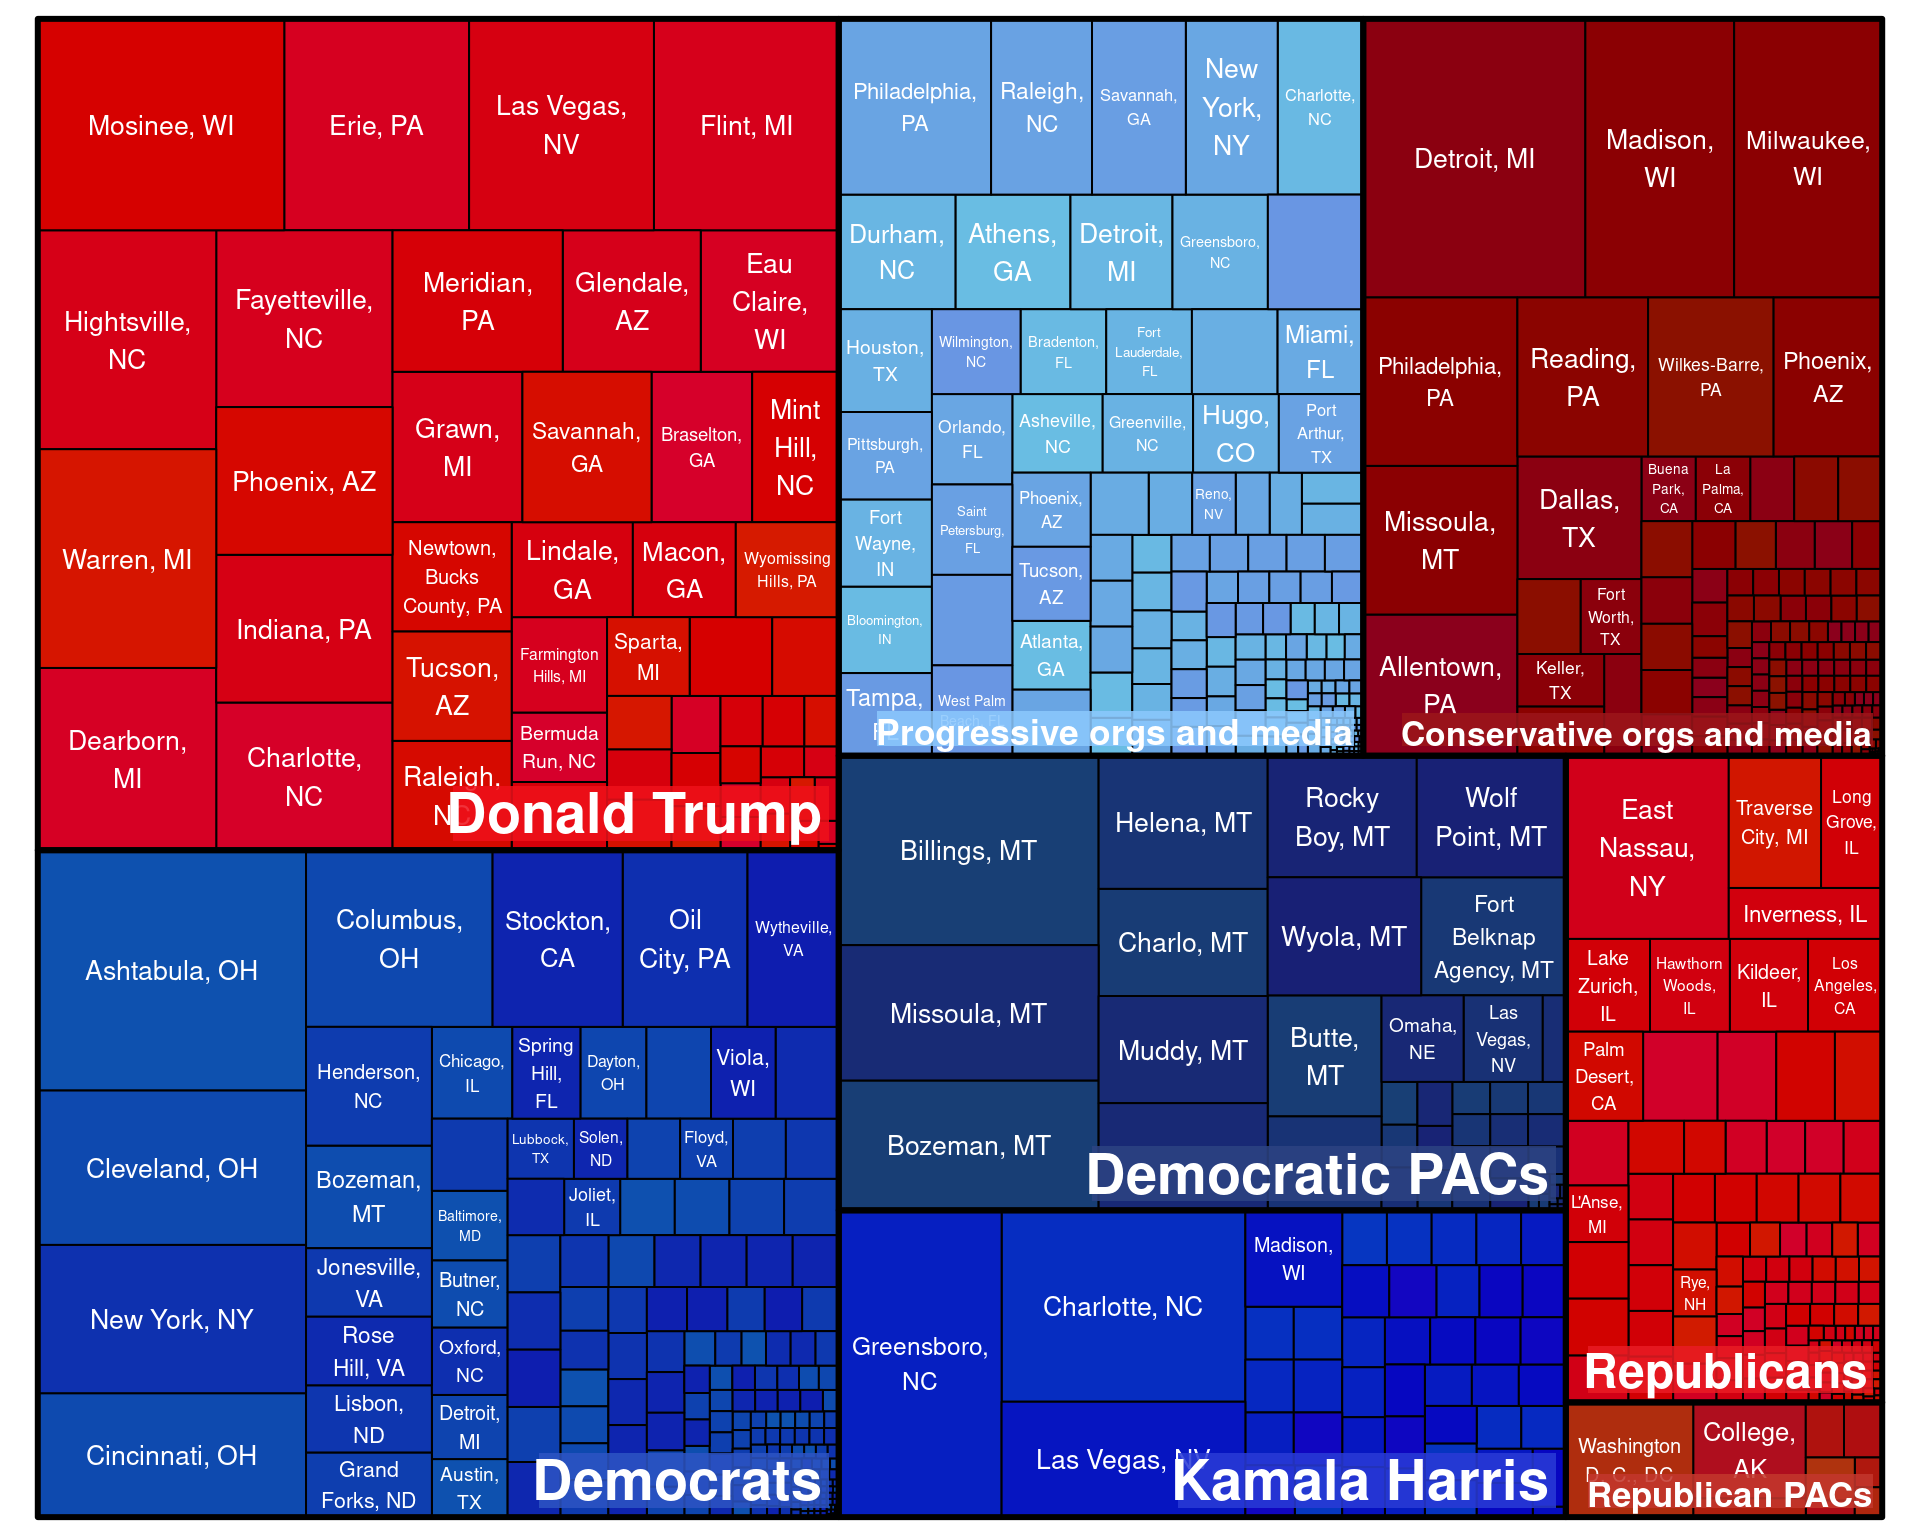 Mosinee, WI
Erie, PA
Las Vegas,
NV
Flint, MI
Hightsville,
NC
Fayetteville,
NC
Meridian,
PA
Glendale,
AZ
Eau
Claire,
WI
Grawn,
MI
Savannah,
GA
Braselton,
GA
Mint
Hill,
NC
Warren, MI
Phoenix, AZ
Indiana, PA
Newtown,
Bucks
County, PA
Lindale,
GA
Macon,
GA
Wyomissing
Hills, PA
Tucson,
AZ
Farmington
Hills, MI
Sparta,
MI
Dearborn,
MI
Charlotte,
NC
Bermuda
Run, NC
Raleigh,
NC
Donald Trump
Philadelphia,
PA
Raleigh,
NC
Savannah,
GA
New
York,
NY
Charlotte,
NC
Durham,
NC
Athens,
GA
Detroit,
MI
Greensboro,
NC
Houston,
TX
Wilmington,
NC
Bradenton,
FL
Fort
Lauderdale,
FL
Miami,
FL
Pittsburgh,
PA
Orlando,
FL
Asheville,
NC
Greenville,
NC
Hugo,
CO
Port
Arthur,
TX
Fort
Wayne,
IN
Saint
Petersburg,
FL
Phoenix,
AZ
Reno,
NV
Tucson,
AZ
Bloomington,
IN
Atlanta,
GA
Tampa,
West Palm
Beach, FL
Progressive orgs and media
Detroit, MI
Madison,
WI
Milwaukee,
WI
Philadelphia,
PA
Reading,
PA
Wilkes-Barre,
PA
Phoenix,
AZ
Missoula,
MT
Dallas,
TX
Buena
Park,
CA
La
Palma,
CA
Fort
Worth,
TX
Allentown,
PA
Keller,
TX
Conservative orgs and media
Ashtabula, OH
Columbus,
OH
Stockton,
CA
Oil
City, PA
Wytheville,
VA
Cleveland, OH
Henderson,
NC
Chicago,
IL
Spring
Hill,
FL
Dayton,
OH
Viola,
WI
Lubbock,
TX
Solen,
ND
Floyd,
VA
Bozeman,
MT
Joliet,
IL
Baltimore,
MD
New York, NY
Jonesville,
VA
Butner,
NC
Rose
Hill, VA
Oxford,
NC
Cincinnati, OH
Lisbon,
ND
Detroit,
MI
Grand
Forks, ND
Austin,
TX
Democrats
Billings, MT
Helena, MT
Rocky
Boy, MT
Wolf
Point, MT
Charlo, MT
Wyola, MT
Fort
Belknap
Agency, MT
Missoula, MT
Muddy, MT
Butte,
MT
Omaha,
NE
Las
Vegas,
NV
Bozeman, MT
Democratic PACs
Greensboro,
NC
Charlotte, NC
Madison,
WI
Las Vegas, NV
Kamala Harris
East
Nassau,
NY
Traverse
City, MI
Long
Grove,
IL
Inverness, IL
Lake
Zurich,
IL
Hawthorn
Woods,
IL
Kildeer,
IL
Los
Angeles,
CA
Palm
Desert,
CA
L'Anse,
MI
Rye,
NH
Republicans
Washington
D. C., DC
College,
AK
Republican PACs